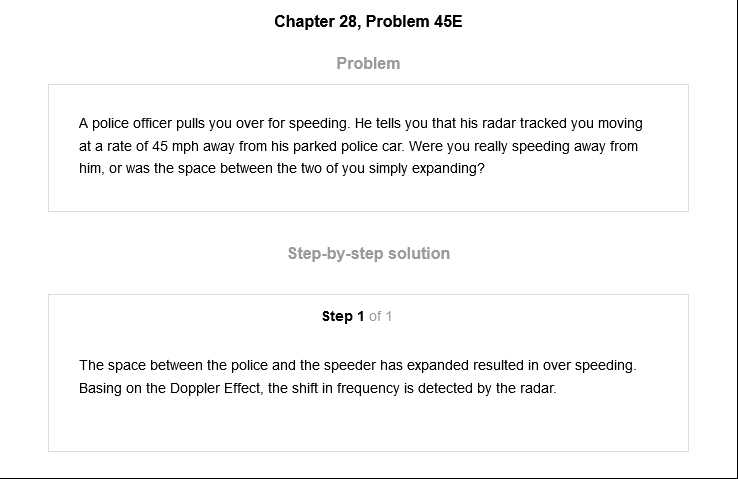 Chapter 28, Problem 45E
Problem
A police officer pulls you over for speeding. He tells you that his radar tracked you moving
at a rate of 45 mph away from his parked police car. Were you really speeding away from
him, or was the space between the two of you simply expanding?
Step-by-step solution
Step 1 of 1
The space between the police and the speeder has expanded resulted in over speeding.
Basing on the Doppler Effect, the shift in frequency is detected by the radar.